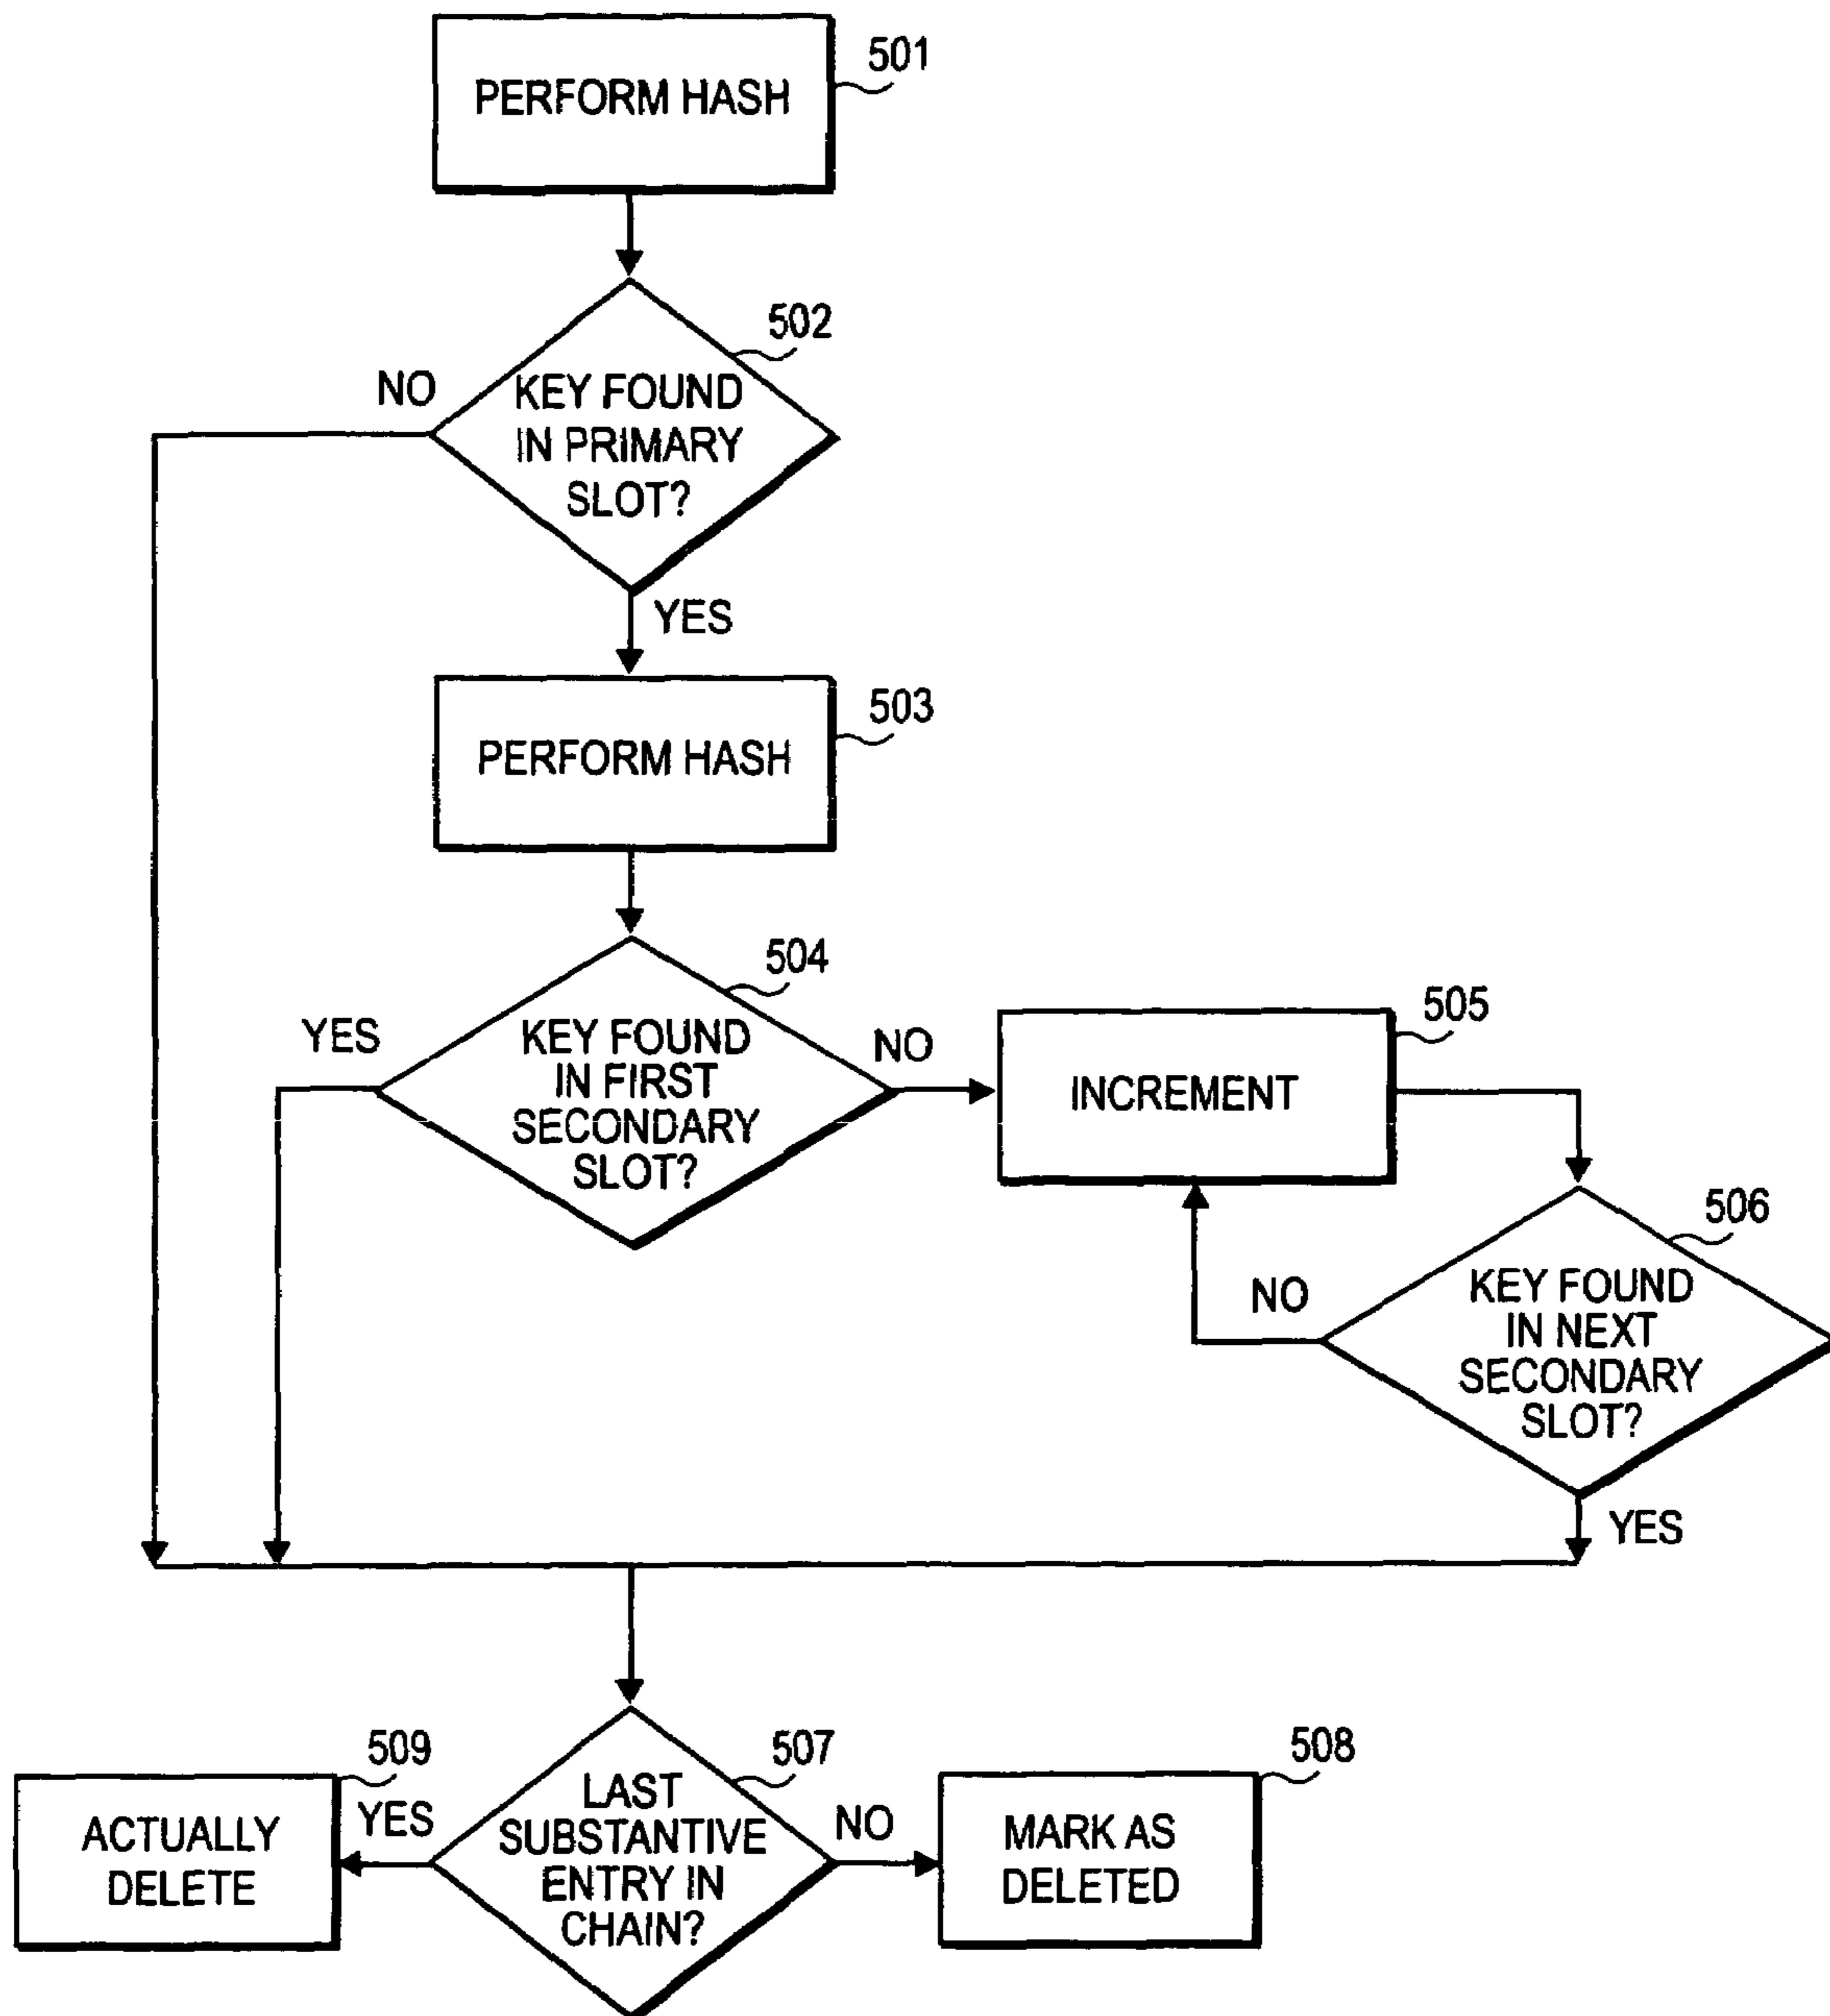 PERFORM HASH
501
502
NO
KEY FOUND
IN PRIMARY
SLOT?
YES
503
PERFORM HASH
504
YES
KEY FOUND
IN FIRST
SECONDARY
SLOT?
NO
505
INCREMENT
506
NO
KEY FOUND
IN NEXT
SECONDARY
SLOT?
YES
509
ACTUALLY
DELETE
YES
507
LAST
SUBSTANTIVE
ENTRY IN
CHAIN?
NO
508
MARK AS
DELETED